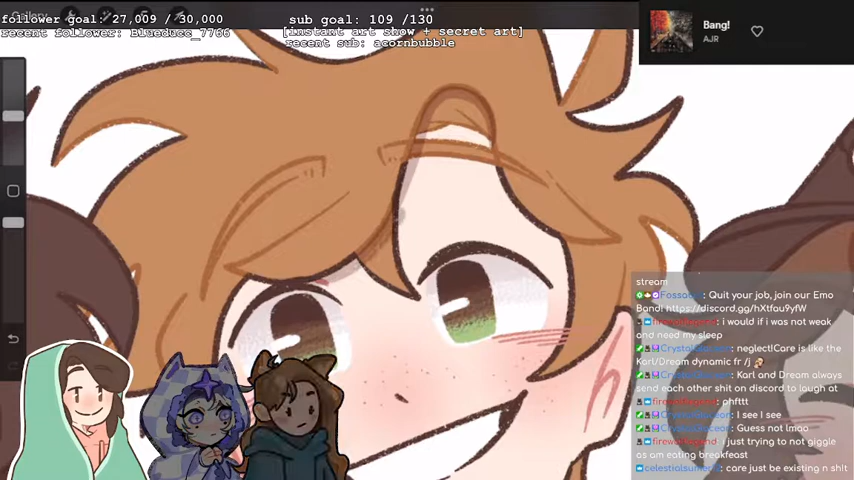 Gallery
follower goal: 27,009 / 30,000
recent follower: Blueducc_7766
sub goal: 109 /130
[instant art show + secret art]
recent sub: acornbubble
Bang!
AJR
stream
: Quit your job, join our Emo
Band! https://discord.gg/hXtfau9yfW
: i would if i was not weak
and need my sleep
: neglect!Care is like the
Karl/Dream dynamic fr /j
: Karl and Dream always
send each other shit on discord to laugh at
: phfttt
: I see I see
: Guess not lmao
: i just trying to not giggle
as am eating breakfast
: care just be existing n sh!t